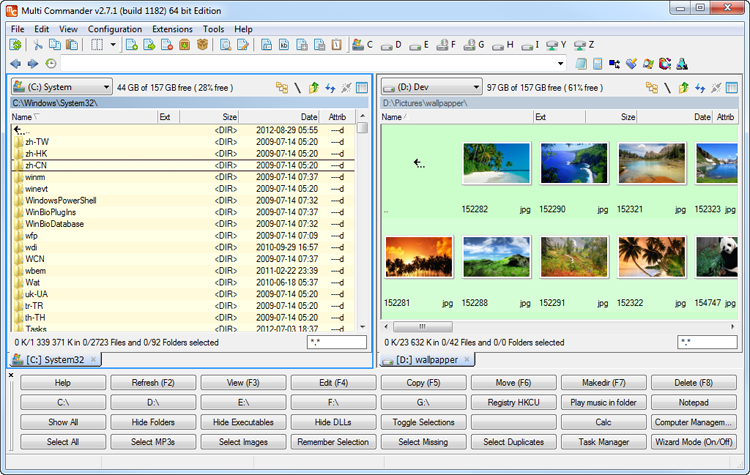 Multi Commander v2.7.1 (build 1182) 64 bit Edition
File Edit View Configuration Extensions Tools Help
C D E F G H I Y Z
(C:) System 44 GB of 157 GB free ( 28% free )
C:\Windows\System32\
Name Ext Size Date Attrib
.. <DIR> 2012-08-29 05:55 ---d
zh-TW <DIR> 2009-07-14 05:20 ---d
zh-HK <DIR> 2009-07-14 05:20 ---d
zh-CN <DIR> 2009-07-14 05:20 ---d
winrm <DIR> 2009-07-14 07:37 ---d
winevt <DIR> 2009-07-14 05:20 ---d
WindowsPowerShell <DIR> 2009-07-14 07:32 ---d
WinBioPlugIns <DIR> 2009-07-14 07:37 ---d
WinBioDatabase <DIR> 2009-07-14 07:32 ---d
wfp <DIR> 2009-07-14 07:09 ---d
wdi <DIR> 2010-09-29 16:57 ---d
WCN <DIR> 2009-07-14 07:37 ---d
wbem <DIR> 2011-02-22 23:39 ---d
Wat <DIR> 2010-06-18 05:37 ---d
uk-UA <DIR> 2009-07-14 05:20 ---d
tr-TR <DIR> 2009-07-14 05:20 ---d
th-TH <DIR> 2009-07-14 05:20 ---d
Tasks <DIR> 2012-07-03 18:37 ---d
0 K/1 339 371 K in 0/2723 Files and 0/92 Folders selected *.*
[C:] System32
(D:) Dev 97 GB of 157 GB free ( 61% free )
D:\Pictures\wallpapper\
Name Ext Size Date Attrib
.. 152282 jpg 152290 jpg 152321 jpg 152323 jpg
152281 jpg 152288 jpg 152291 jpg 152322 jpg 154747 jpg
0 K/23 632 K in 0/42 Files and 0/0 Folders selected *.*
[D:] wallpapper
Help Refresh (F2) View (F3) Edit (F4) Copy (F5) Move (F6) Makedir (F7) Delete (F8)
C:\ D:\ E:\ F:\ G:\ Registry HKCU Play music in folder Notepad
Show All Hide Folders Hide Executables Hide DLLs Toggle Selections Calc Computer Managem...
Select All Select MP3s Select Images Remember Selection Select Missing Select Duplicates Task Manager Wizard Mode (On/Off)